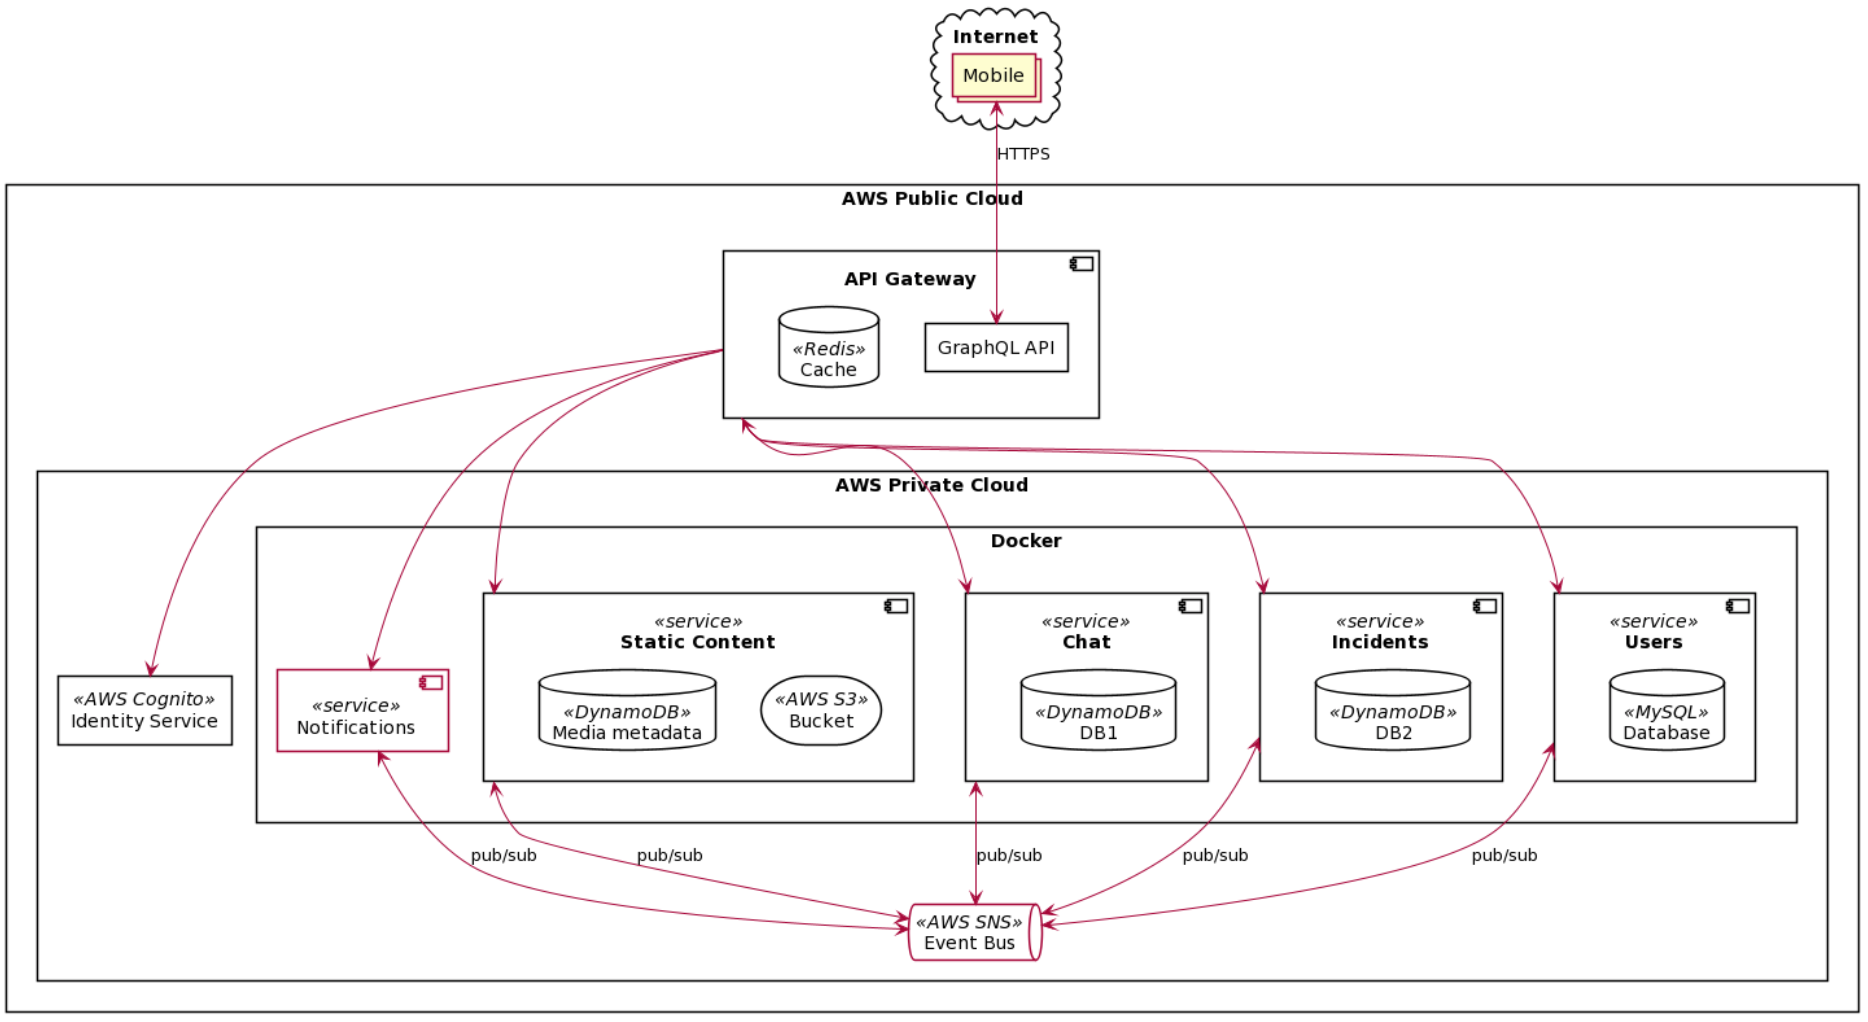 Internet
Mobile
HTTPS
AWS Public Cloud
API Gateway
«Redis»
Cache
GraphQL API
AWS Private Cloud
Docker
«AWS Cognito»
Identity Service
«service»
Notifications
«service»
Static Content
«DynamoDB»
Media metadata
«AWS S3»
Bucket
«service»
Chat
«DynamoDB»
DB1
«service»
Incidents
«DynamoDB»
DB2
«service»
Users
«MySQL»
Database
pub/sub
pub/sub
pub/sub
pub/sub
pub/sub
«AWS SNS»
Event Bus